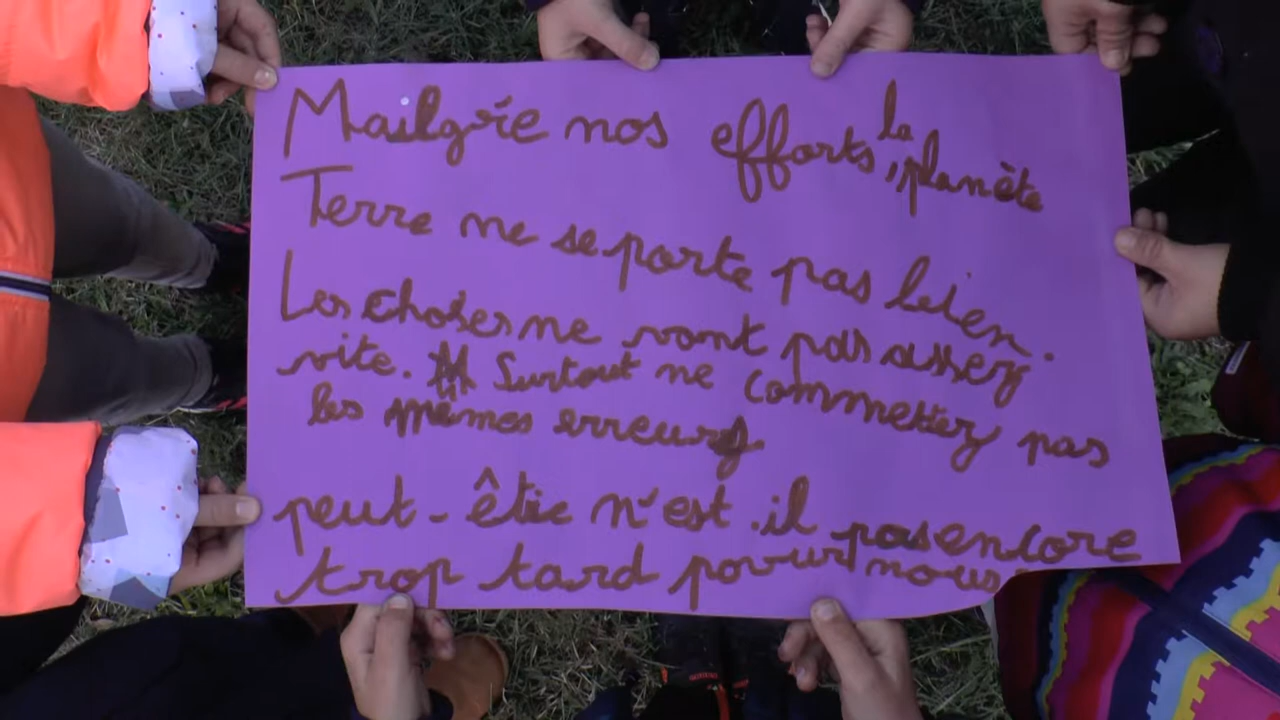 Mailgrée nos efforts, la planète
Terre ne se porte pas bien.
Les choses ne vont pas assez
vite. Surtout ne commettez pas
les mêmes erreurs
peut-être n'est-il pas encore
trop tard pour nous